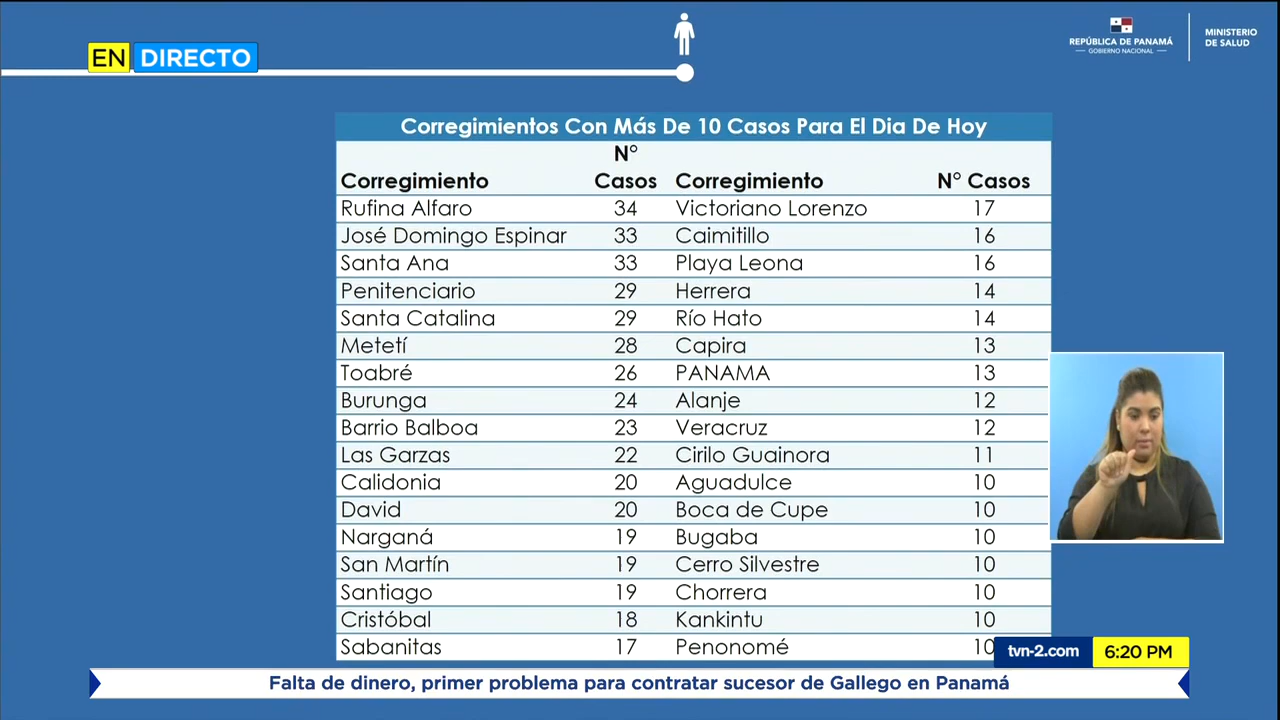 EN DIRECTO
REPÚBLICA DE PANAMÁ
— GOBIERNO NACIONAL —
MINISTERIO
DE SALUD
Corregimientos Con Más De 10 Casos Para El Dia De Hoy
Corregimiento N° Casos Corregimiento N° Casos
Rufina Alfaro 34 Victoriano Lorenzo 17
José Domingo Espinar 33 Caimitillo 16
Santa Ana 33 Playa Leona 16
Penitenciario 29 Herrera 14
Santa Catalina 29 Río Hato 14
Metetí 28 Capira 13
Toabré 26 PANAMA 13
Burunga 24 Alanje 12
Barrio Balboa 23 Veracruz 12
Las Garzas 22 Cirilo Guainora 11
Calidonia 20 Aguadulce 10
David 20 Boca de Cupe 10
Narganá 19 Bugaba 10
San Martín 19 Cerro Silvestre 10
Santiago 19 Chorrera 10
Cristóbal 18 Kankintu 10
Sabanitas 17 Penonomé 10
tvn-2.com 6:20 PM
Falta de dinero, primer problema para contratar sucesor de Gallego en Panamá